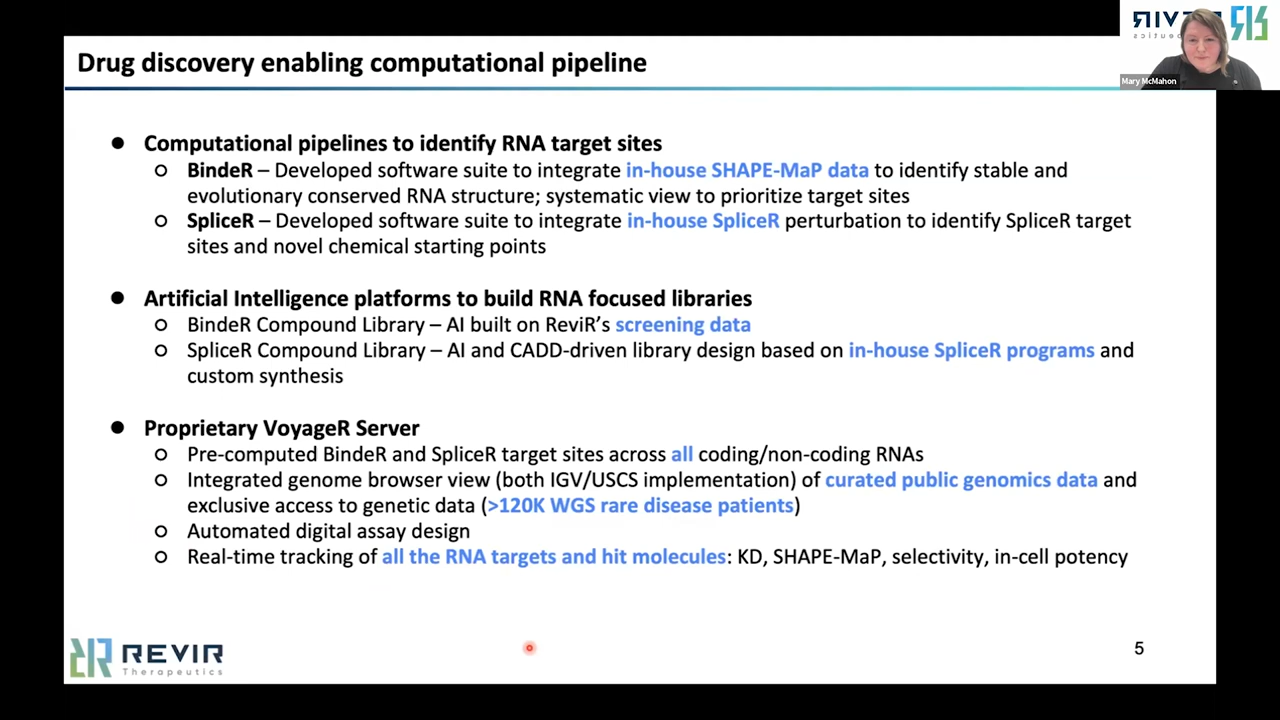 Drug discovery enabling computational pipeline
Mary McMahon
● Computational pipelines to identify RNA target sites
○ BindeR – Developed software suite to integrate in-house SHAPE-MaP data to identify stable and
evolutionary conserved RNA structure; systematic view to prioritize target sites
○ SpliceR – Developed software suite to integrate in-house SpliceR perturbation to identify SpliceR target
sites and novel chemical starting points
● Artificial Intelligence platforms to build RNA focused libraries
○ BindeR Compound Library – AI built on ReviR’s screening data
○ SpliceR Compound Library – AI and CADD-driven library design based on in-house SpliceR programs and
custom synthesis
● Proprietary VoyageR Server
○ Pre-computed BindeR and SpliceR target sites across all coding/non-coding RNAs
○ Integrated genome browser view (both IGV/USCS implementation) of curated public genomics data and
exclusive access to genetic data (>120K WGS rare disease patients)
○ Automated digital assay design
○ Real-time tracking of all the RNA targets and hit molecules: KD, SHAPE-MaP, selectivity, in-cell potency
REVIR
Therapeutics
5